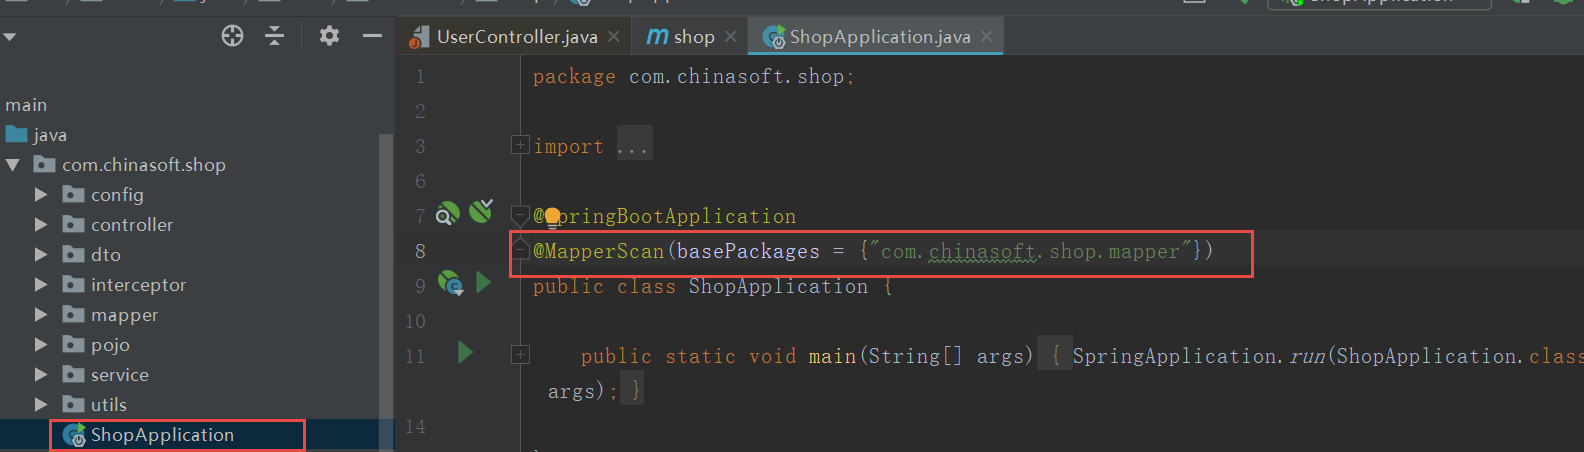 UserController.java
shop
ShopApplication.java
main
java
com.chinasoft.shop
config
controller
dto
interceptor
mapper
pojo
service
utils
ShopApplication
1 package com.chinasoft.shop;
2
3 import ...
6
7 @SpringBootApplication
8 @MapperScan(basePackages = {"com.chinasoft.shop.mapper"})
9 public class ShopApplication {
10
11 public static void main(String[] args) { SpringApplication.run(ShopApplication.class
args); }
14